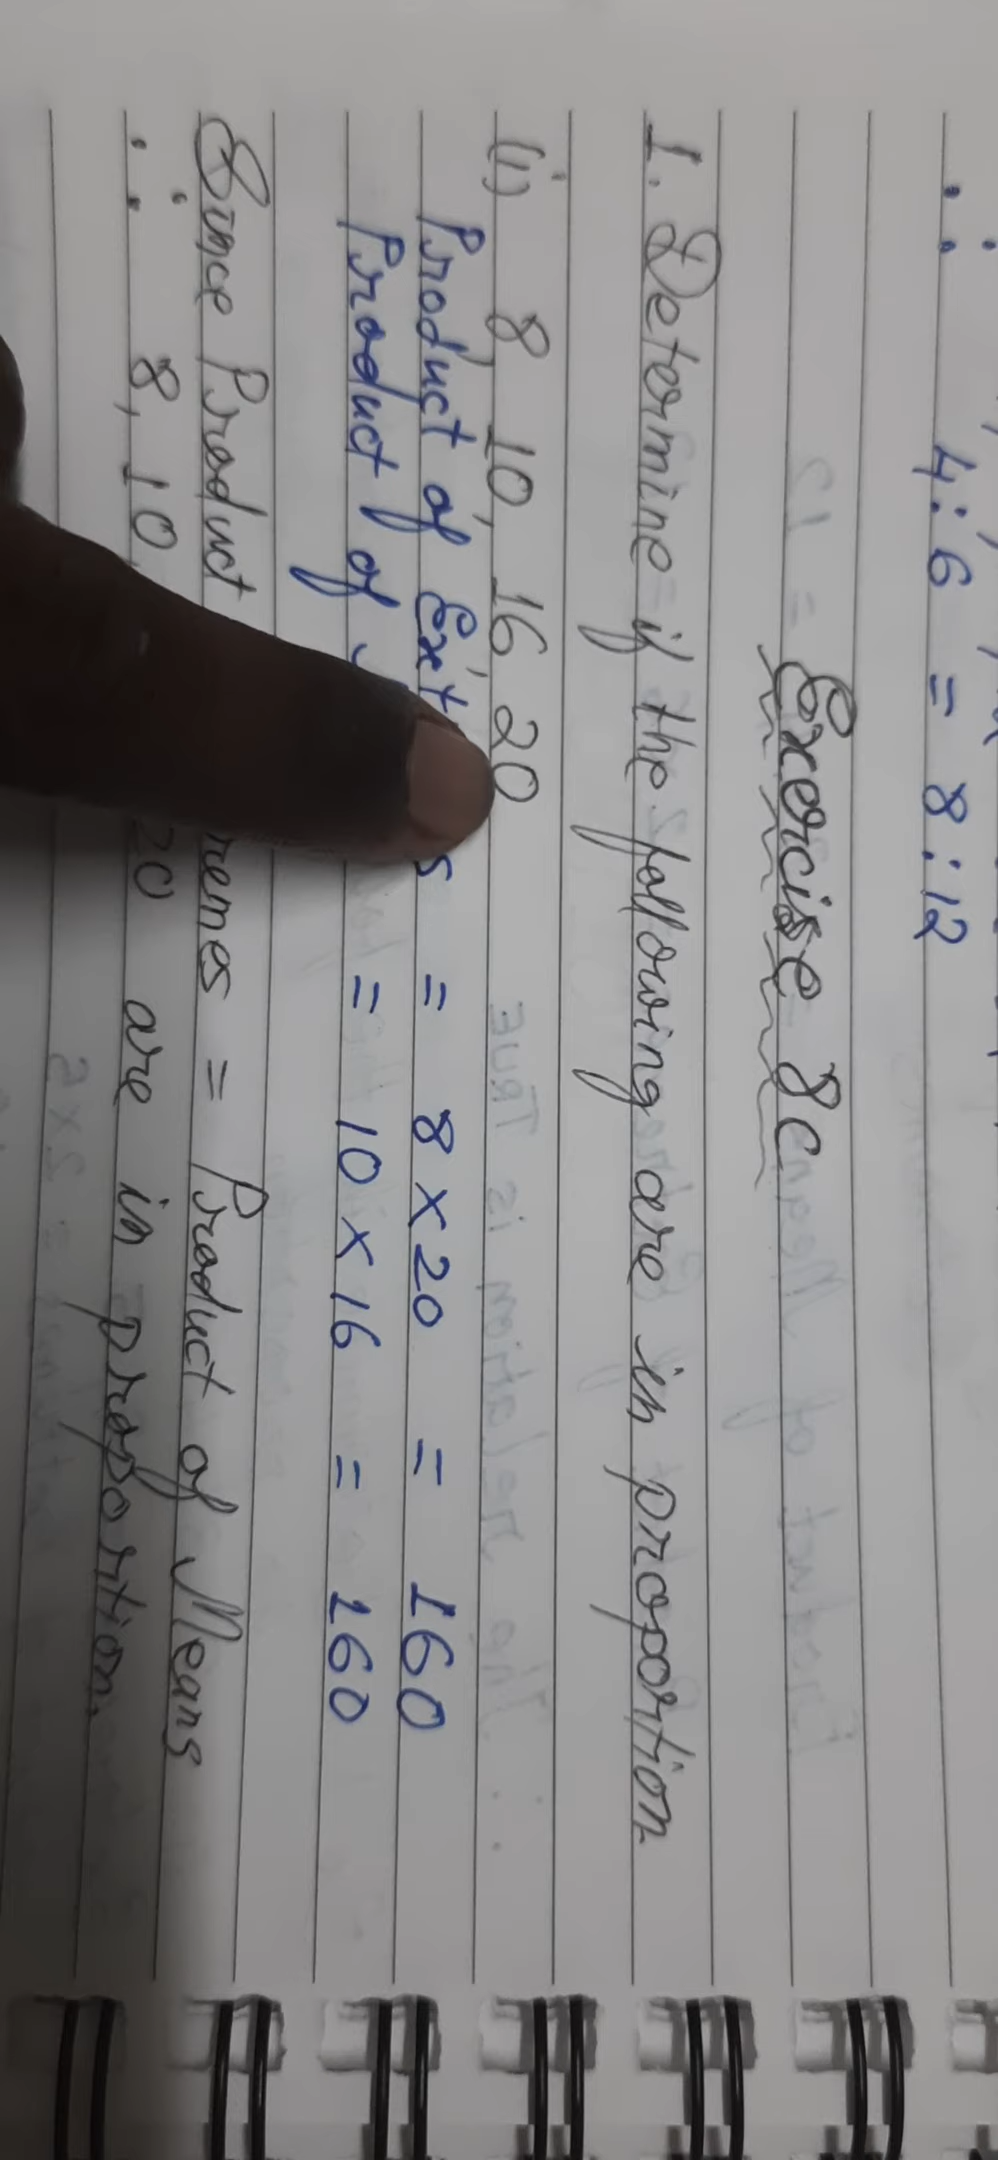 ∴ 4:6 = 8:12
Exercise 8c
1. Determine if the following are in proportion
(i) 8, 10, 16 20
Product of = 8 × 20 = 160
Product of = 10 × 16 = 160
Since Product = Product of Means
∴ 8, 10, 20 are in proportion.